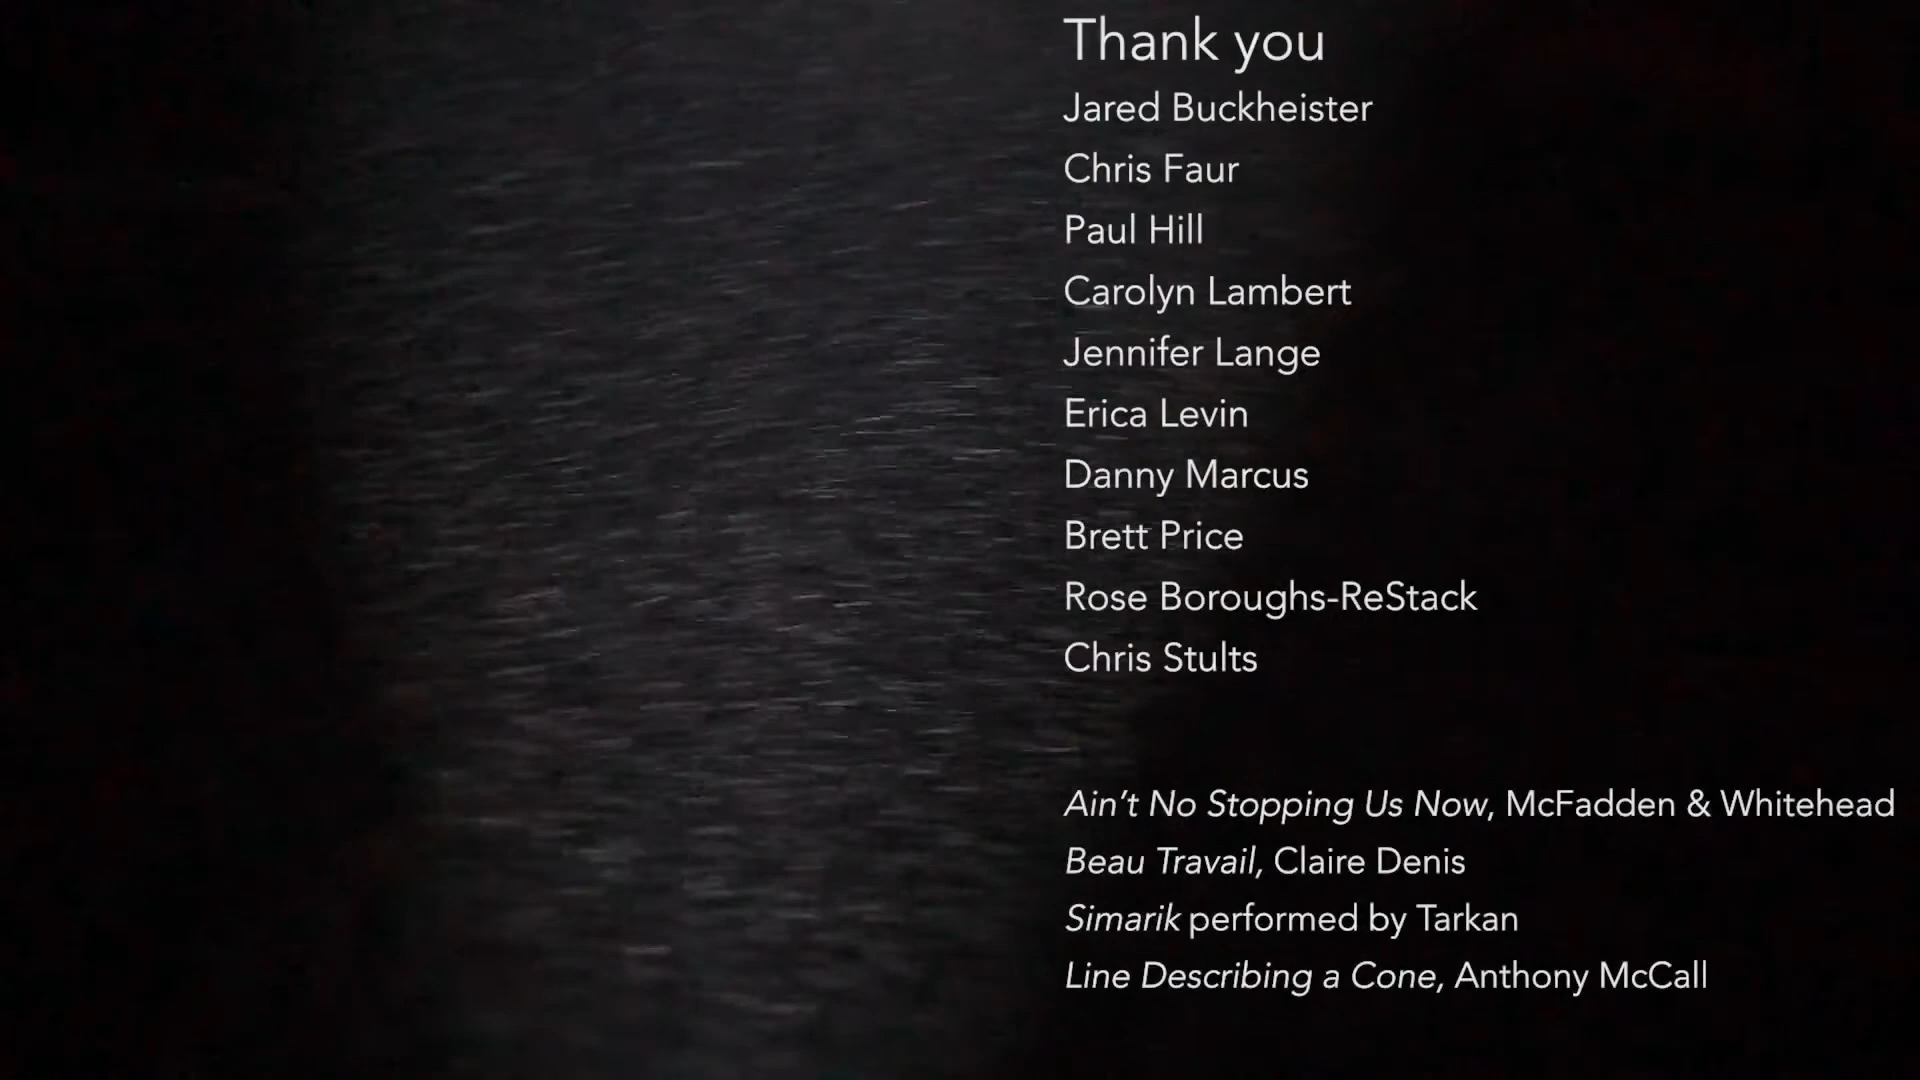 Thank you
Jared Buckheister
Chris Faur
Paul Hill
Carolyn Lambert
Jennifer Lange
Erica Levin
Danny Marcus
Brett Price
Rose Boroughs-ReStack
Chris Stults
Ain’t No Stopping Us Now, McFadden & Whitehead
Beau Travail, Claire Denis
Simarik performed by Tarkan
Line Describing a Cone, Anthony McCall